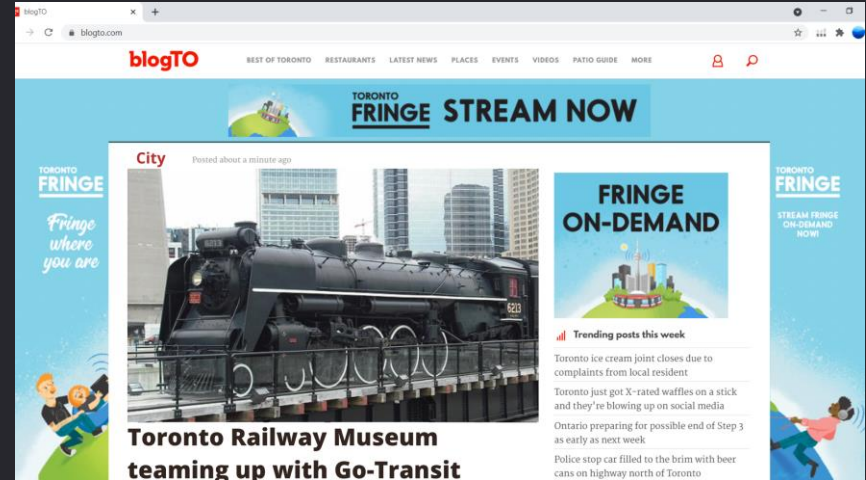 blogTO
blogto.com
blogTO
BEST OF TORONTO RESTAURANTS LATEST NEWS PLACES EVENTS VIDEOS PATIO GUIDE MORE
TORONTO
FRINGE STREAM NOW
City Posted about a minute ago
TORONTO
FRINGE
Fringe
where
you are
6213
FRINGE
ON-DEMAND
TORONTO
FRINGE
STREAM FRINGE
ON-DEMAND
NOW!
Toronto Railway Museum
teaming up with Go-Transit
Trending posts this week
Toronto ice cream joint closes due to
complaints from local resident
Toronto just got X-rated waffles on a stick
and they're blowing up on social media
Ontario preparing for possible end of Step 3
as early as next week
Police stop car filled to the brim with beer
cans on highway north of Toronto